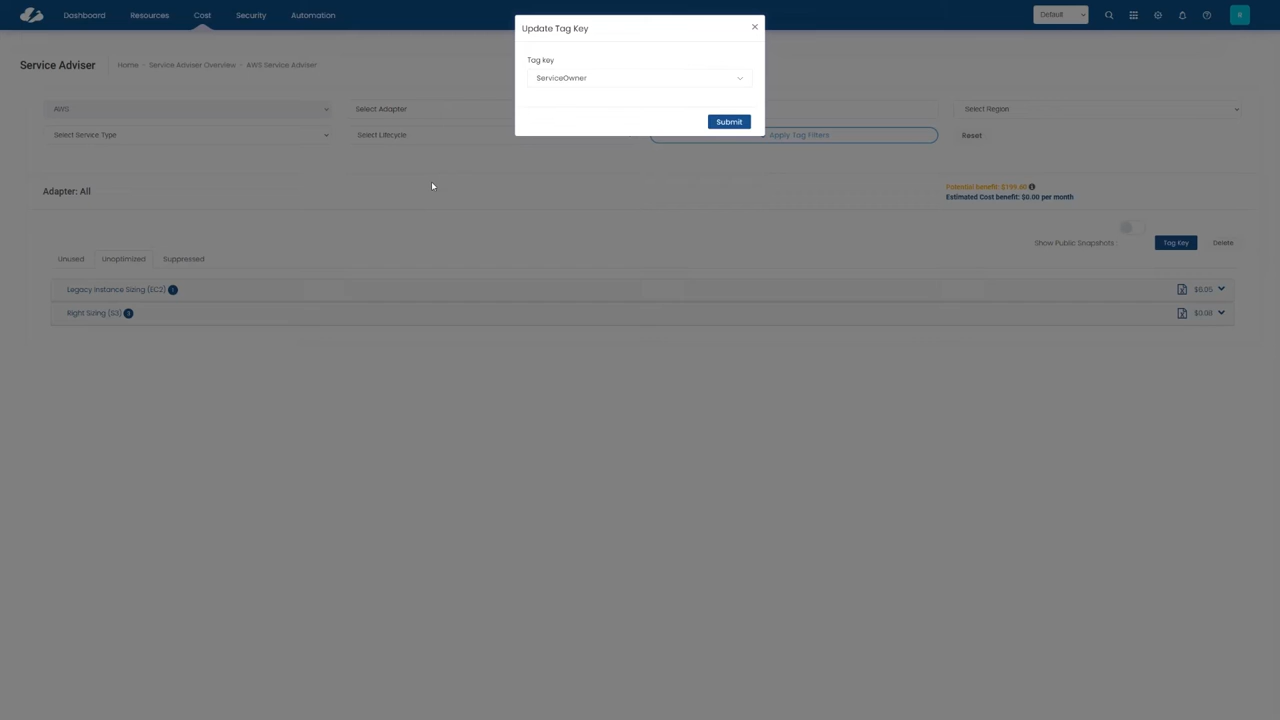 Dashboard Resources Cost Security Automation Default
Update Tag Key
Tag key
ServiceOwner
Submit
Service Adviser Home - Service Adviser Overview - AWS Service Adviser
AWS Select Adapter Select Region
Select Service Type Select Lifecycle Apply Tag Filters Reset
Adapter: All
Potential benefit: $199.60
Estimated Cost benefit: $0.00 per month
Show Public Snapshots : Tag Key Delete
Unused Unoptimized Suppressed
Legacy Instance Sizing (EC2) 1 $6.05
Right Sizing (S3) $0.08